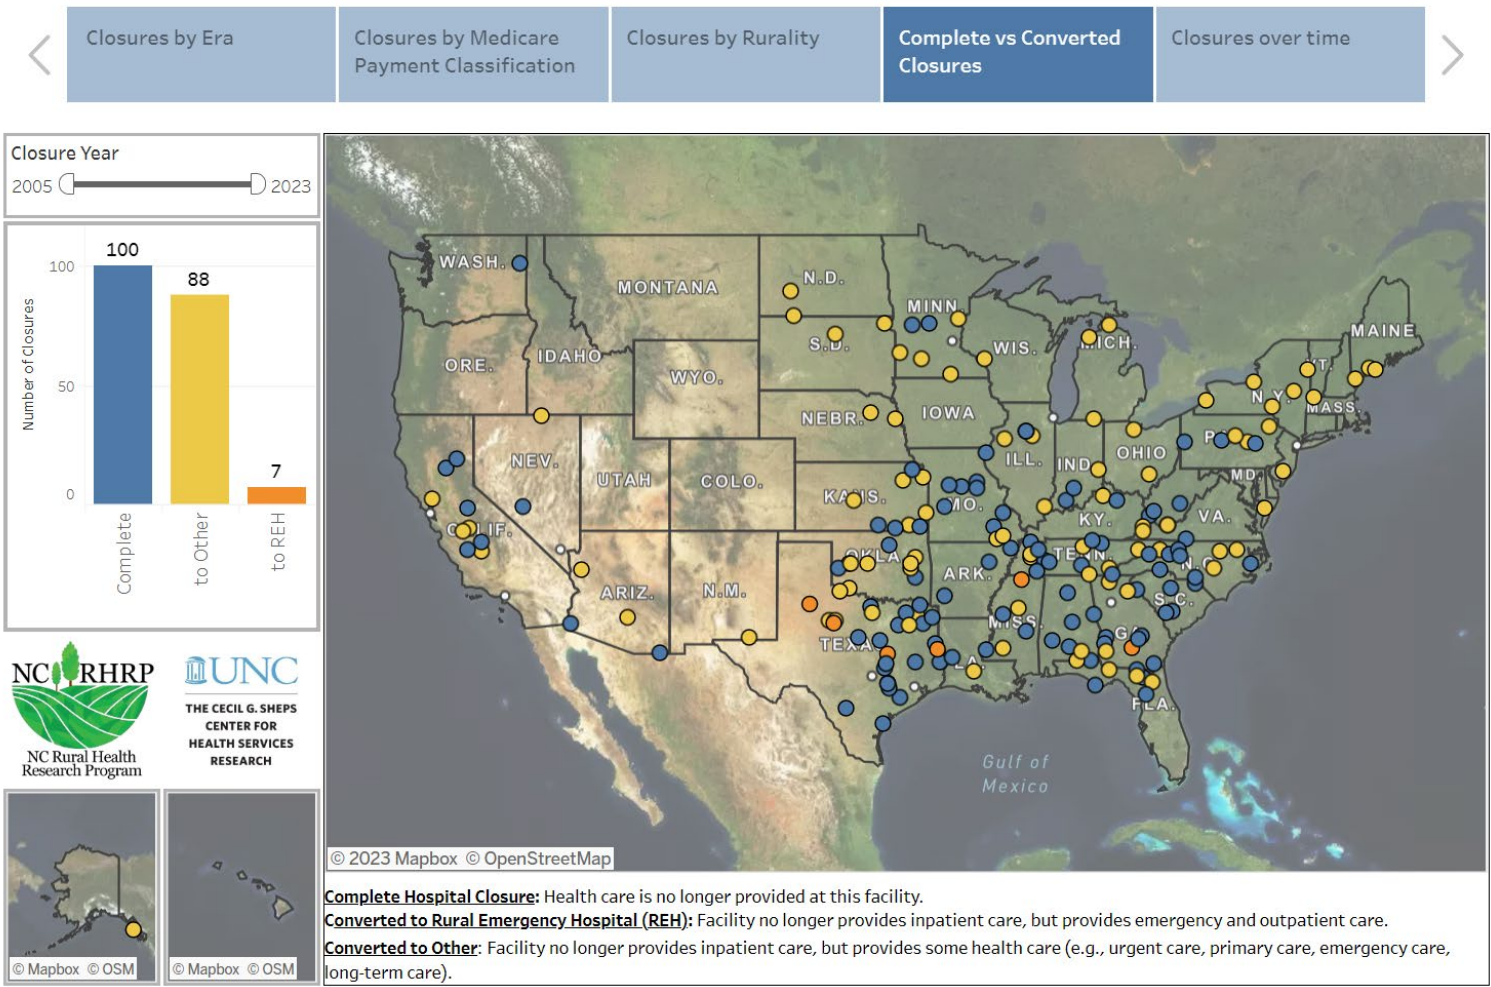 Closures by Era
Closures by Medicare
Payment Classification
Closures by Rurality
Complete vs Converted
Closures
Closures over time
Closure Year
2005
2023
100
88
7
100
50
0
Number of Closures
Complete
to Other
to REH
NC RHRP
NC Rural Health
Research Program
UNC
THE CECIL G. SHEPS
CENTER FOR
HEALTH SERVICES
RESEARCH
© Mapbox © OSM
© Mapbox © OSM
WASH.
MONTANA
N.D.
MINN.
MAINE
ORE.
IDAHO
WYO.
S.D.
WIS.
MICH.
VT.
N.Y.
MASS.
NEBR.
IOWA
NEV.
UTAH
COLO.
KANS.
MO.
ILL.
IND.
OHIO
PA.
MD.
CALIF.
KY.
VA.
ARIZ.
N.M.
OKLA.
ARK.
TENN.
N.C.
S.C.
TEXAS
LA.
MISS.
GA.
FLA.
Gulf of
Mexico
© 2023 Mapbox © OpenStreetMap
Complete Hospital Closure: Health care is no longer provided at this facility.
Converted to Rural Emergency Hospital (REH): Facility no longer provides inpatient care, but provides emergency and outpatient care.
Converted to Other: Facility no longer provides inpatient care, but provides some health care (e.g., urgent care, primary care, emergency care,
long-term care).